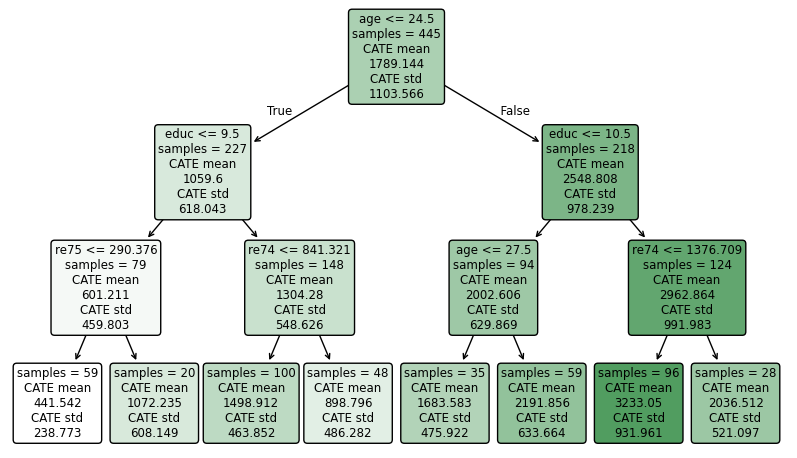 age <= 24.5
samples = 445
CATE mean
1789.144
CATE std
1103.566
True
False
educ <= 9.5
samples = 227
CATE mean
1059.6
CATE std
618.043
educ <= 10.5
samples = 218
CATE mean
2548.808
CATE std
978.239
re75 <= 290.376
samples = 79
CATE mean
601.211
CATE std
459.803
re74 <= 841.321
samples = 148
CATE mean
1304.28
CATE std
548.626
age <= 27.5
samples = 94
CATE mean
2002.606
CATE std
629.869
re74 <= 1376.709
samples = 124
CATE mean
2962.864
CATE std
991.983
samples = 59
CATE mean
441.542
CATE std
238.773
samples = 20
CATE mean
1072.235
CATE std
608.149
samples = 100
CATE mean
1498.912
CATE std
463.852
samples = 48
CATE mean
898.796
CATE std
486.282
samples = 35
CATE mean
1683.583
CATE std
475.922
samples = 59
CATE mean
2191.856
CATE std
633.664
samples = 96
CATE mean
3233.05
CATE std
931.961
samples = 28
CATE mean
2036.512
CATE std
521.097